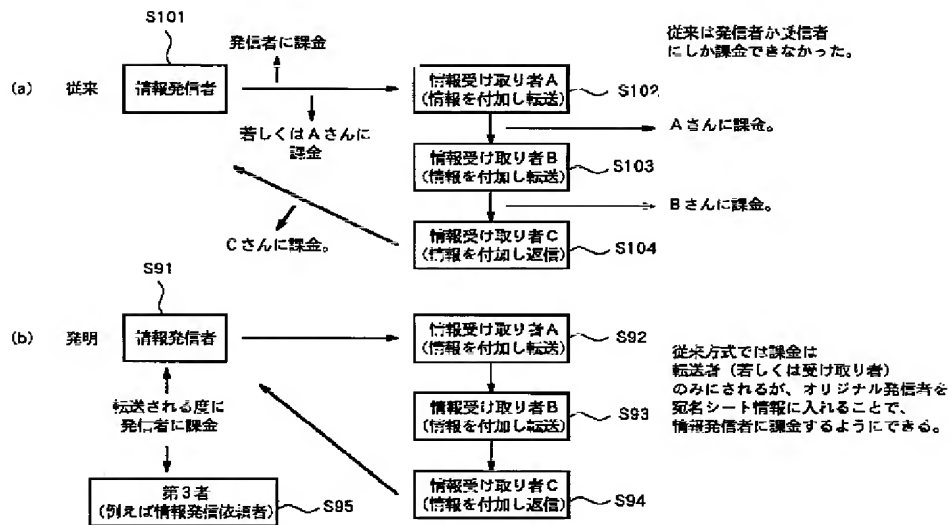 S101
発信者に課金
従来は発信者か受信者
にしか課金できなかった。
(a) 従来
情報発信者
情報受け取り者A
(情報を付加し転送)
S102
若しくはAさんに
課金
Aさんに課金。
情報受け取り者B
(情報を付加し転送)
S103
Bさんに課金。
Cさんに課金。
情報受け取り者C
(情報を付加し返信)
S104
S91
(b) 発明
情報発信者
情報受け取り者A
(情報を付加し転送)
S92
従来方式では課金は
転送者(若しくは受け取り者)
のみにされるが、オリジナル発信者を
宛名シート情報に入れることで、
情報発信者に課金するようにできる。
転送される度に
発信者に課金
情報受け取り者B
(情報を付加し転送)
S93
第3者
(例えば情報発信依頼者)
S95
情報受け取り者C
(情報を付加し返信)
S94